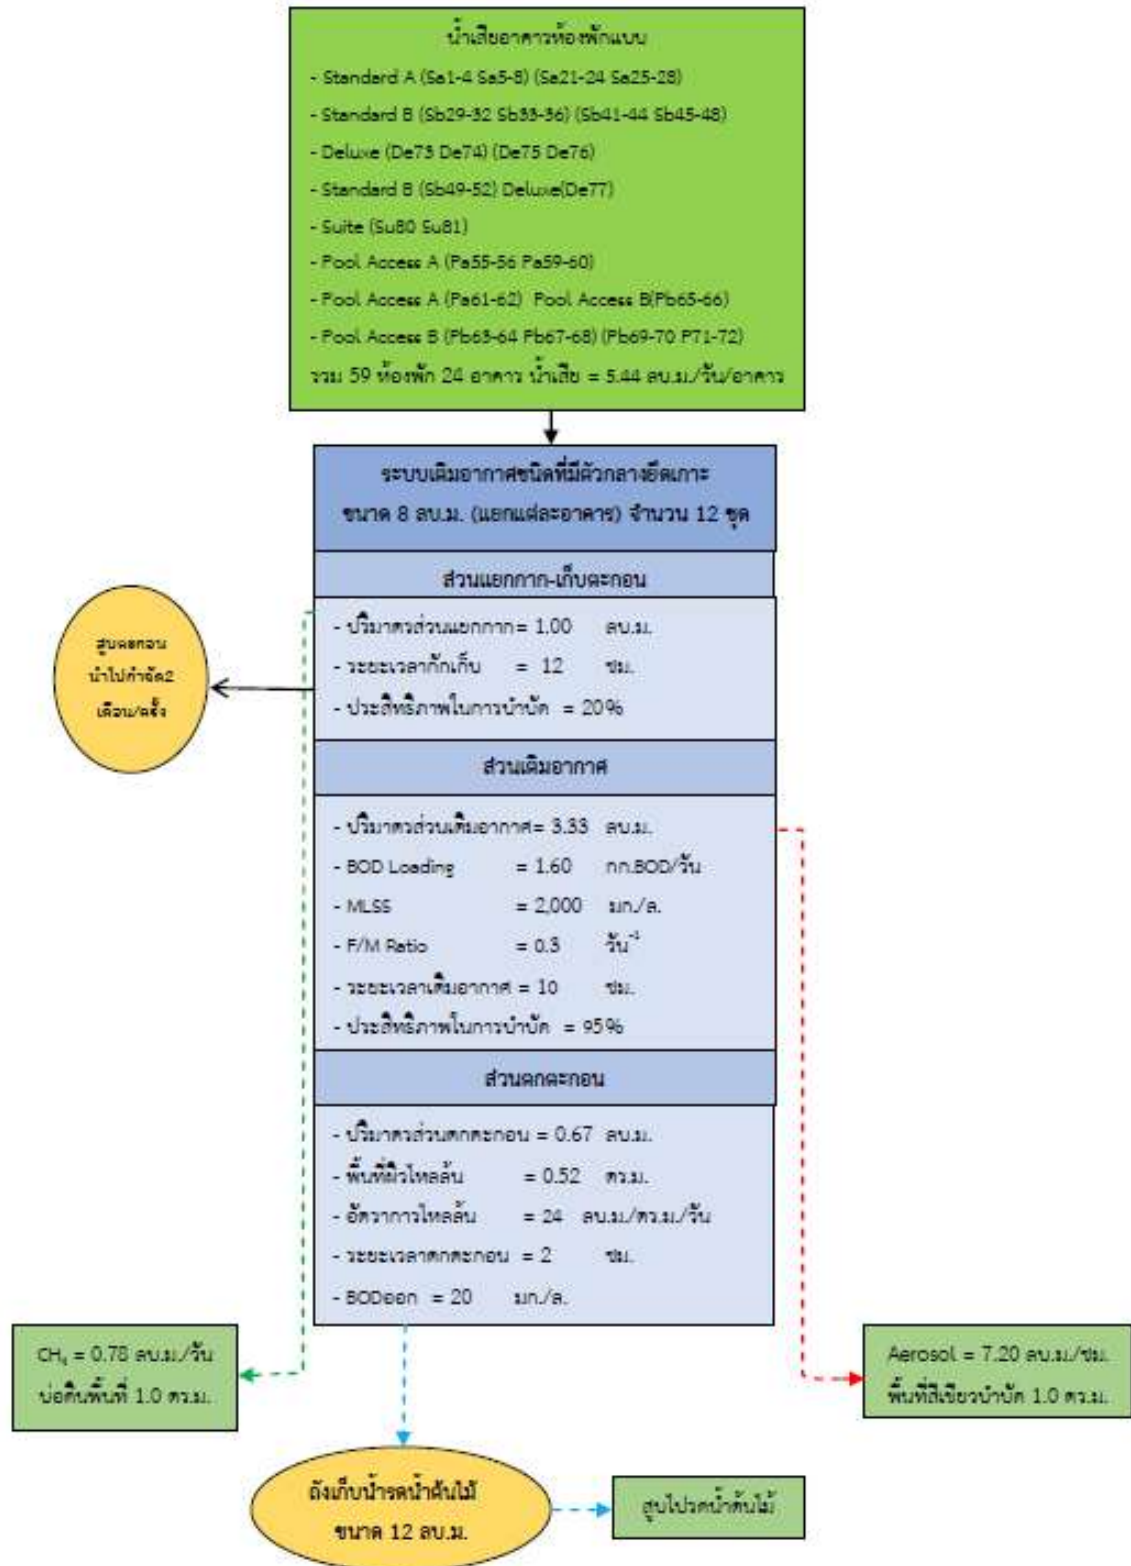 น้ำเสียอาคารห้องพักแบบ
- Standard A (Sa1-4 Sa5-8) (Sa21-24 Sa25-28)
- Standard B (Sb29-32 Sb33-36) (Sb41-44 Sb45-48)
- Deluxe (De73 De74) (De75 De76)
- Standard B (Sb49-52) Deluxe(De77)
- Suite (Su80 Su81)
- Pool Access A (Pa55-56 Pa59-60)
- Pool Access A (Pa61-62) Pool Access B(Pb65-66)
- Pool Access B (Pb63-64 Pb67-68) (Pb69-70 P71-72)
รวม 59 ห้องพัก 24 อาคาร น้ำเสีย = 5.44 ลบ.ม./วัน/อาคาร
ระบบเติมอากาศชนิดที่มีตัวกลางยึดเกาะ
ขนาด 8 ลบ.ม. (แยกแต่ละอาคาร) จำนวน 12 ชุด
ส่วนแยกกาก-เก็บตะกอน
- ปริมาตรส่วนแยกกาก= 1.00 ลบ.ม.
- ระยะเวลากักเก็บ = 12 ชม.
- ประสิทธิภาพในการบำบัด = 20%
สูบตะกอน
นำไปกำจัด2
เดือน/ครั้ง
ส่วนเติมอากาศ
- ปริมาตรส่วนเติมอากาศ= 3.33 ลบ.ม.
- BOD Loading = 1.60 กก.BOD/วัน
- MLSS = 2,000 มก./ล.
- F/M Ratio = 0.3 วัน⁻¹
- ระยะเวลาเติมอากาศ = 10 ชม.
- ประสิทธิภาพในการบำบัด = 95%
ส่วนตกตะกอน
- ปริมาตรส่วนตกตะกอน = 0.67 ลบ.ม.
- พื้นที่ผิวไหลล้น = 0.52 ตร.ม.
- อัตราการไหลล้น = 24 ลบ.ม./ตร.ม./วัน
- ระยะเวลาตกตะกอน = 2 ชม.
- BODออก = 20 มก./ล.
CH₄ = 0.78 ลบ.ม./วัน
บ่อดินพื้นที่ 1.0 ตร.ม.
Aerosol = 7.20 ลบ.ม./ชม.
พื้นที่สีเขียวบำบัด 1.0 ตร.ม.
ถังเก็บน้ำรดน้ำต้นไม้
ขนาด 12 ลบ.ม.
สูบไปรดน้ำต้นไม้